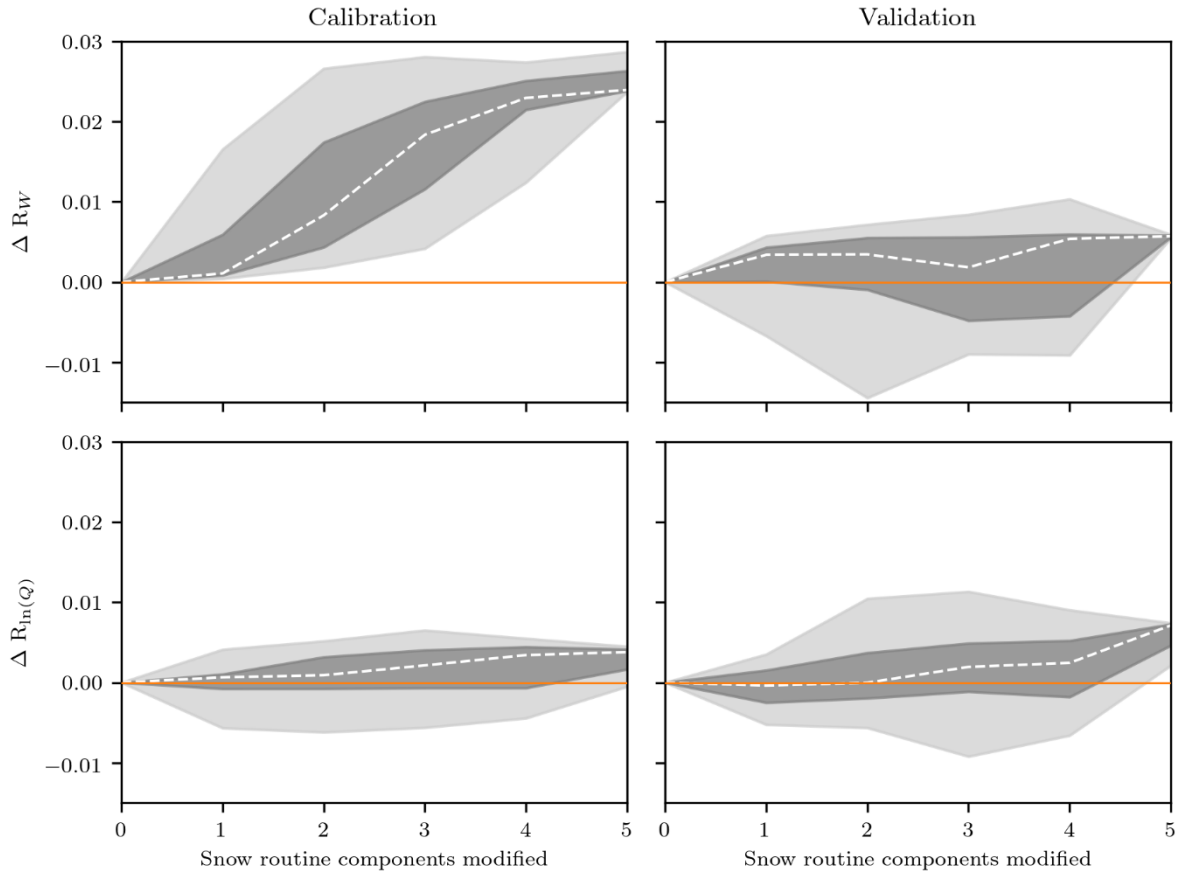 Calibration Validation
0.03
0.02
0.01
0.00
−0.01
Δ R_W
0.03
0.02
0.01
0.00
−0.01
Δ R_ln(Q)
0 1 2 3 4 5 0 1 2 3 4 5
Snow routine components modified Snow routine components modified